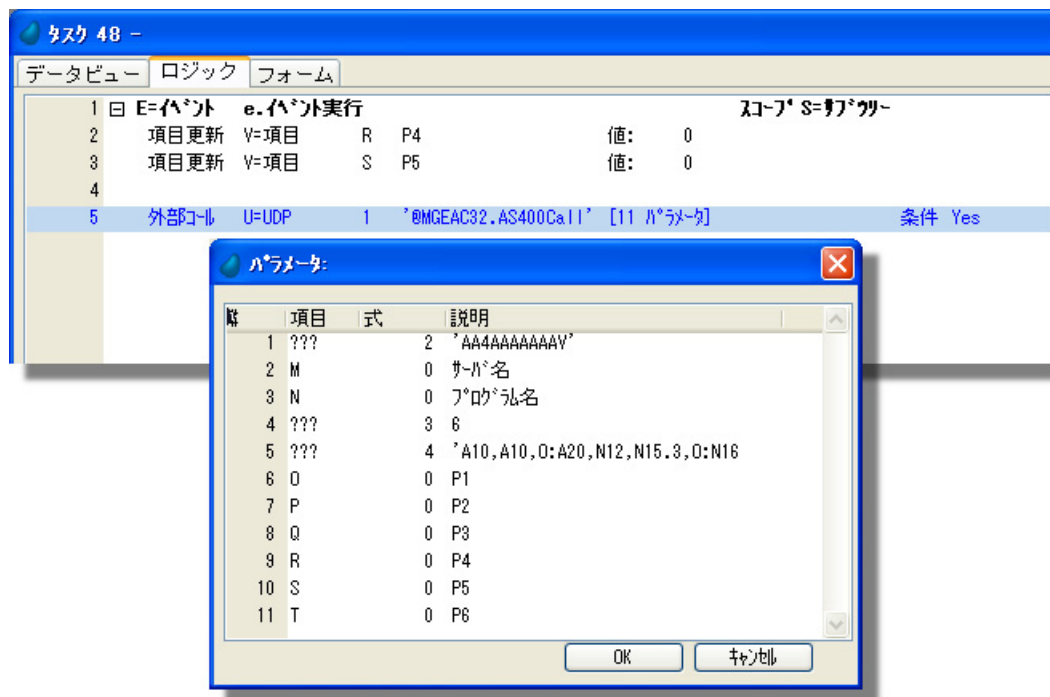 ﾀｽｸ 48 -
データビュー ロジック フォーム
1 E=ｲﾍﾞﾝﾄ e.ｲﾍﾞﾝﾄ実行 ｽｺｰﾌﾟ S=ｻﾌﾞﾂﾘｰ
2 項目更新 V=項目 R P4 値: 0
3 項目更新 V=項目 S P5 値: 0
4
5 外部ｺｰﾙ U=UDP 1 '@MGEAC32.AS400Call' [11 ﾊﾟﾗﾒｰﾀ] 条件 Yes
ﾊﾟﾗﾒｰﾀ:
# 項目 式 説明
1 ??? 2 'AA4AAAAAAAV'
2 M 0 ｻｰﾊﾞ名
3 N 0 ﾌﾟﾛｸﾞﾗﾑ名
4 ??? 3 6
5 ??? 4 'A10,A10,O:A20,N12,N15.3,O:N16
6 O 0 P1
7 P 0 P2
8 Q 0 P3
9 R 0 P4
10 S 0 P5
11 T 0 P6
OK ｷｬﾝｾﾙ